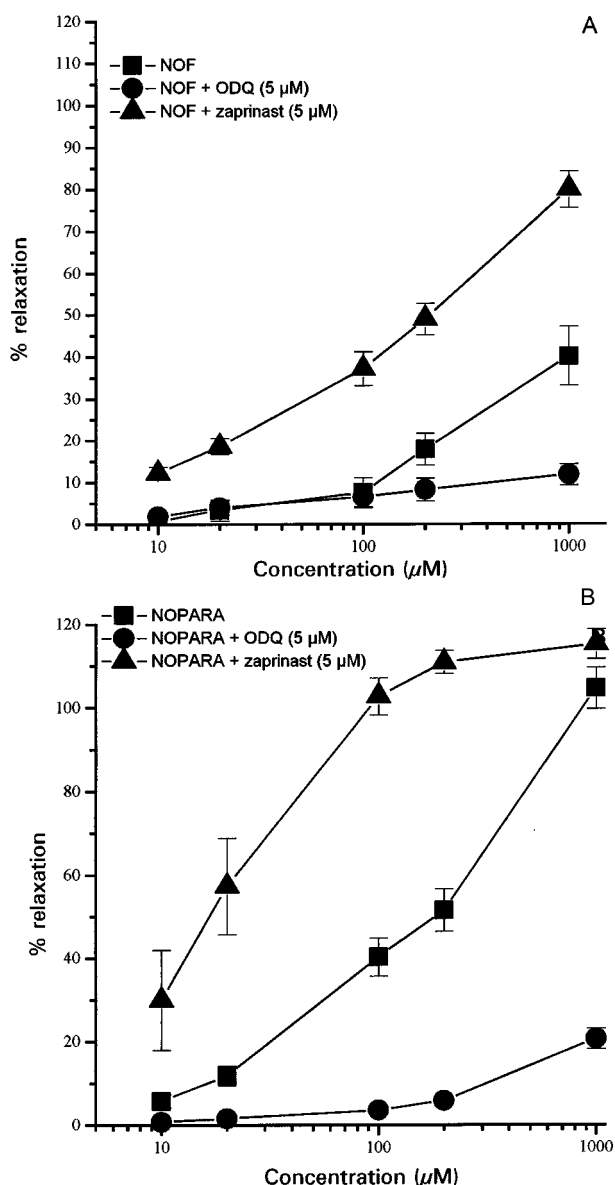 A
NOF
NOF + ODQ (5 µM)
NOF + zaprinast (5 µM)
120
110
100
90
80
70
60
50
40
30
20
10
0
% relaxation
10
100
1000
Concentration (µM)
B
NOPARA
NOPARA + ODQ (5 µM)
NOPARA + zaprinast (5 µM)
120
100
80
60
40
20
0
% relaxation
10
100
1000
Concentration (µM)